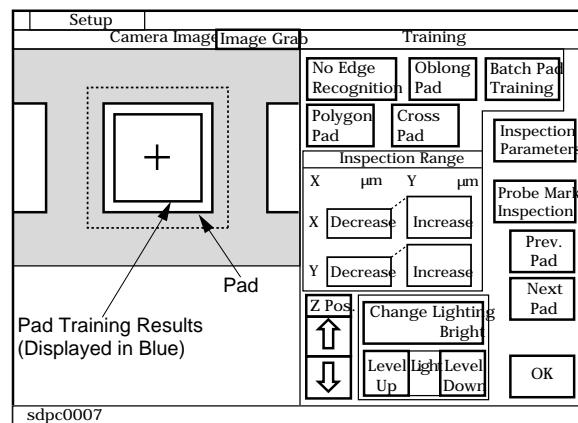 Setup
Camera Image
Image Grab
Training
No Edge
Recognition
Oblong
Pad
Batch Pad
Training
Polygon
Pad
Cross
Pad
Inspection
Parameters
Inspection Range
X μm Y μm
X Decrease Increase
Y Decrease Increase
Probe Mark
Inspection
Prev.
Pad
Next
Pad
Pad
Pad Training Results
(Displayed in Blue)
Z Pos.
Change Lighting
Bright
Level
Up
Light
Level
Down
OK
sdpc0007